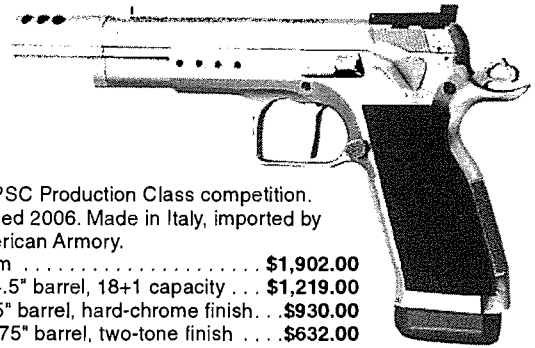 PSC Production Class competition.
ed 2006. Made in Italy, imported by
erican Armory.
m . . . . . . . . . . . . . . . . . . . . . $1,902.00
.5" barrel, 18+1 capacity . . . $1,219.00
5" barrel, hard-chrome finish. . .$930.00
75" barrel, two-tone finish . . . .$632.00